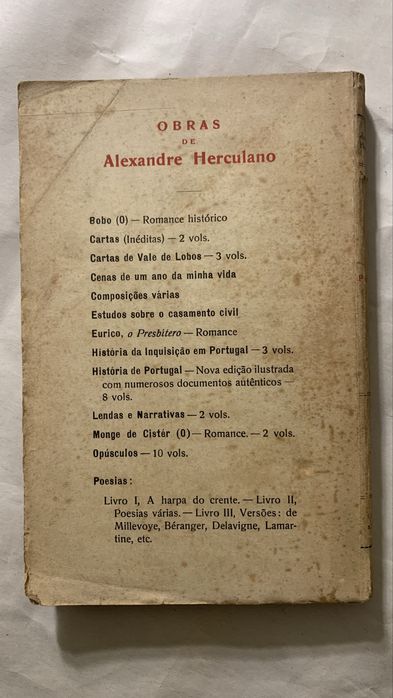 OBRAS
DE
Alexandre Herculano
Bobo (O) — Romance histórico
Cartas (Inéditas) — 2 vols.
Cartas de Vale de Lobos — 3 vols.
Cenas de um ano da minha vida
Composições várias
Estudos sobre o casamento civil
Eurico, o Presbítero — Romance
História da Inquisição em Portugal — 3 vols.
História de Portugal — Nova edição ilustrada
com numerosos documentos autênticos —
8 vols.
Lendas e Narrativas — 2 vols.
Monge de Cistér (O) — Romance. — 2 vols.
Opúsculos — 10 vols.
Poesias:
Livro I, A harpa do crente. — Livro II,
Poesias várias. — Livro III, Versões: de
Millevoye, Béranger, Delavigne, Lamar-
tine, etc.